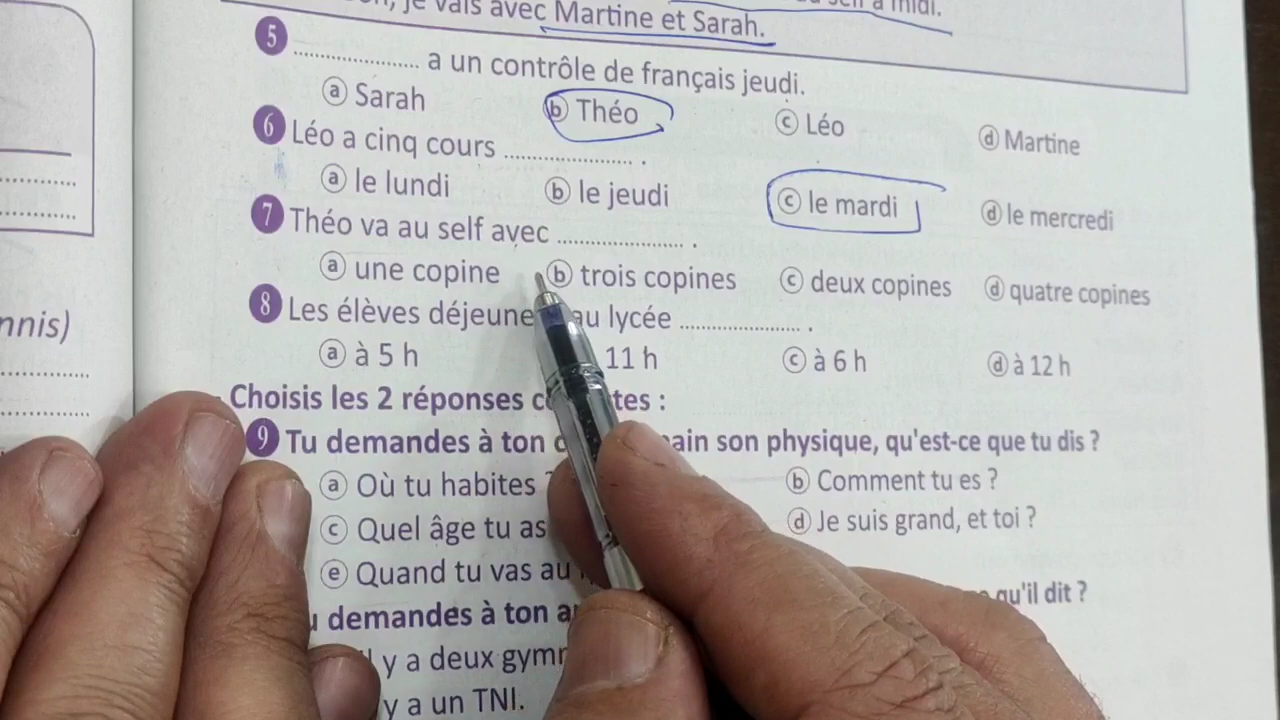 je vais avec Martine et Sarah.
self à midi.
5 .................... a un contrôle de français jeudi.
a Sarah b Théo c Léo d Martine
6 Léo a cinq cours .................... .
a le lundi b le jeudi c le mardi d le mercredi
7 Théo va au self avec .................... .
a une copine b trois copines c deux copines d quatre copines
nnis)
8 Les élèves au lycée .................... .
a à 5 h 11 h c à 6 h d à 12 h
Choisis les 2 réponses :
9 Tu demandes à ton son physique, qu'est-ce que tu dis ?
a Où tu habites b Comment tu es ?
c Quel âge tu as d Je suis grand, et toi ?
e Quand tu vas au
demandes à ton qu'il dit ?
y a deux
y a un TNI.